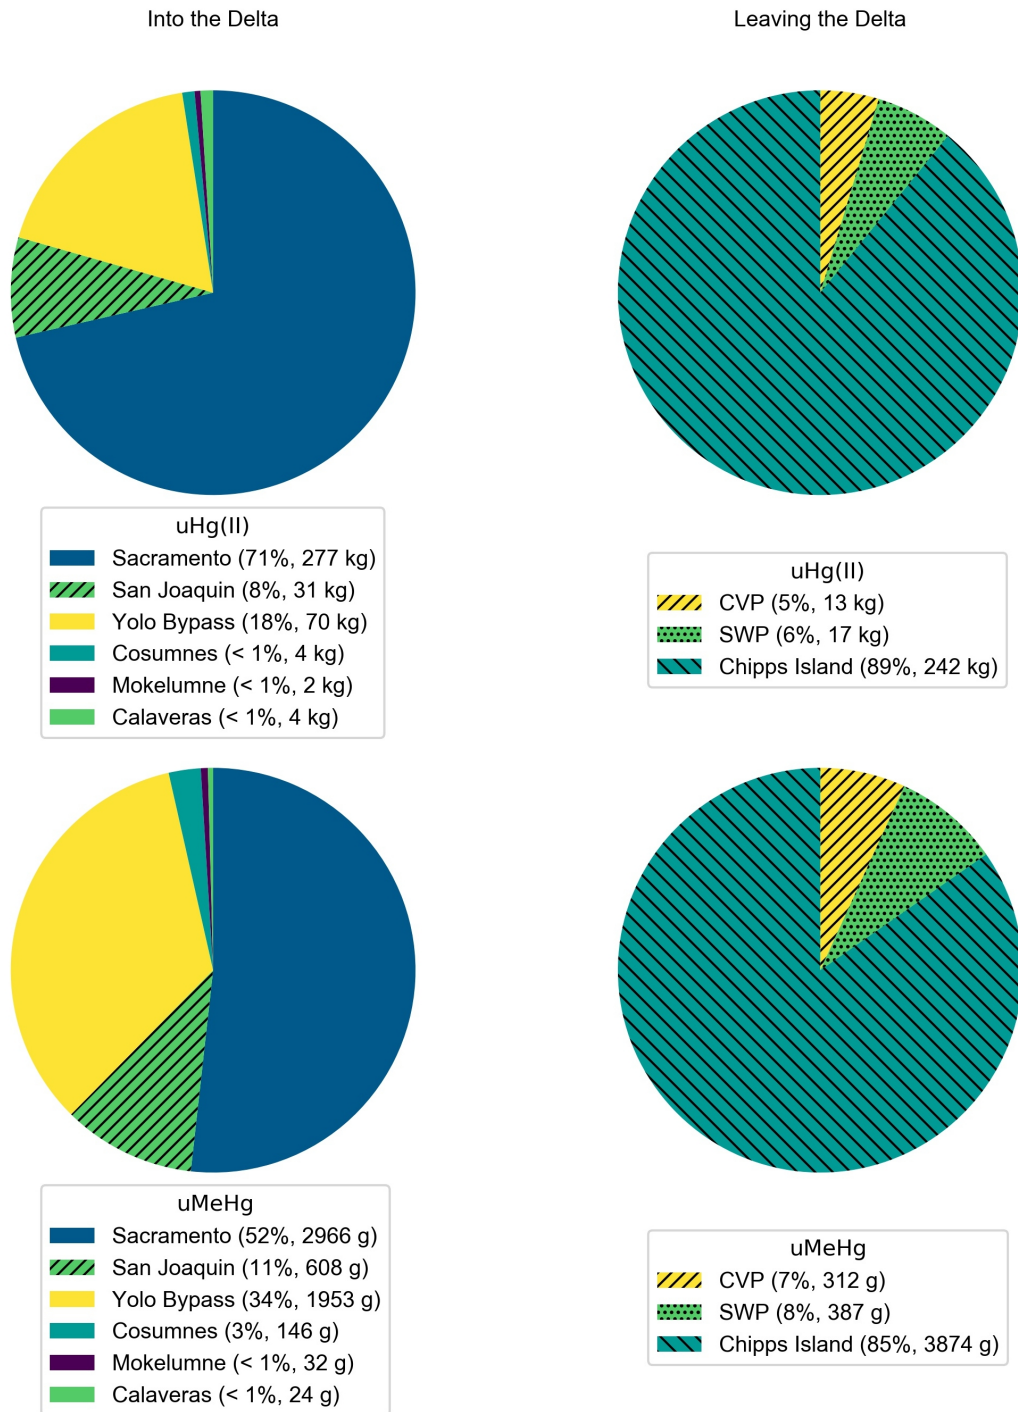 Into the Delta
Leaving the Delta
uHg(II)
Sacramento (71%, 277 kg)
San Joaquin (8%, 31 kg)
Yolo Bypass (18%, 70 kg)
Cosumnes (< 1%, 4 kg)
Mokelumne (< 1%, 2 kg)
Calaveras (< 1%, 4 kg)
uHg(II)
CVP (5%, 13 kg)
SWP (6%, 17 kg)
Chipps Island (89%, 242 kg)
uMeHg
Sacramento (52%, 2966 g)
San Joaquin (11%, 608 g)
Yolo Bypass (34%, 1953 g)
Cosumnes (3%, 146 g)
Mokelumne (< 1%, 32 g)
Calaveras (< 1%, 24 g)
uMeHg
CVP (7%, 312 g)
SWP (8%, 387 g)
Chipps Island (85%, 3874 g)